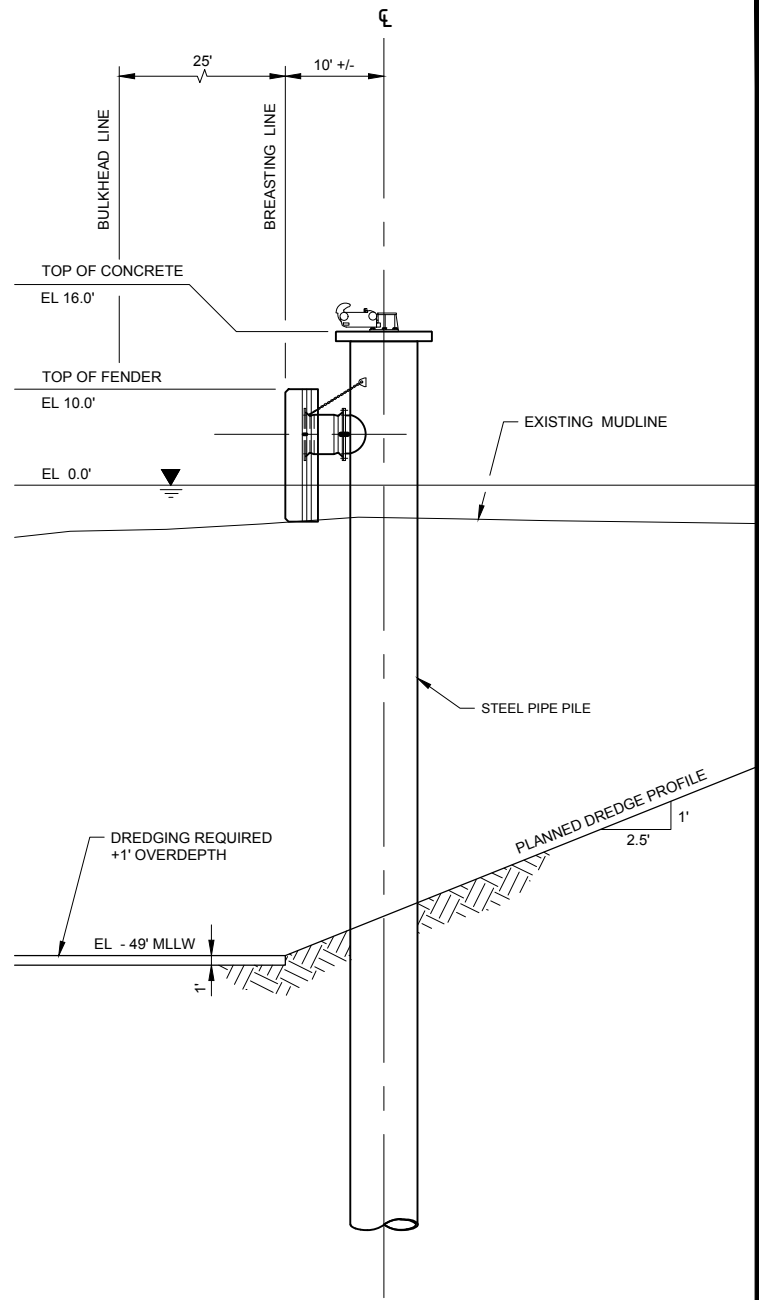 ℄
25'
10' +/-
BULKHEAD LINE
BREASTING LINE
TOP OF CONCRETE
EL 16.0'
TOP OF FENDER
EL 10.0'
EXISTING MUDLINE
EL 0.0'
STEEL PIPE PILE
PLANNED DREDGE PROFILE
1'
2.5'
DREDGING REQUIRED
+1' OVERDEPTH
EL - 49' MLLW
1'